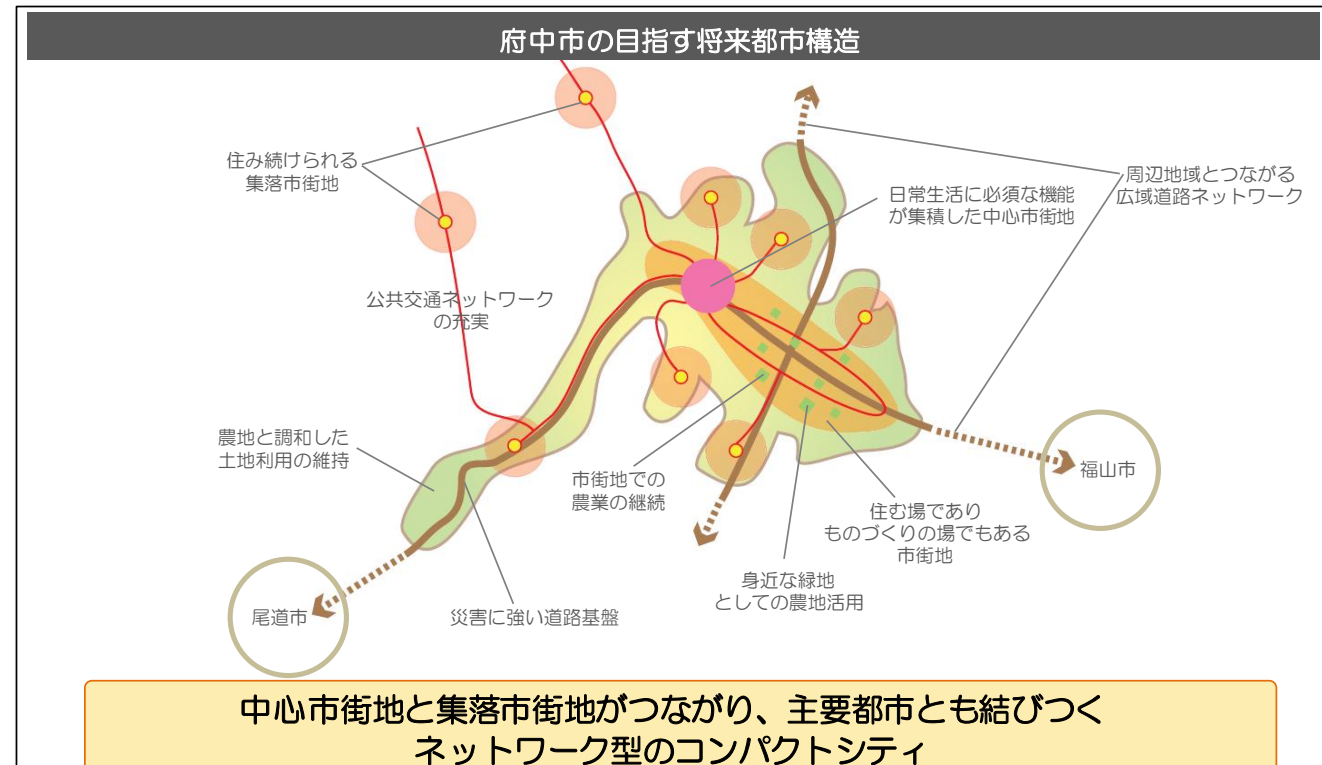 府中市の目指す将来都市構造
住み続けられる
集落市街地
日常生活に必須な機能
が集積した中心市街地
周辺地域とつながる
広域道路ネットワーク
公共交通ネットワーク
の充実
農地と調和した
土地利用の維持
市街地での
農業の継続
福山市
住む場であり
ものづくりの場でもある
市街地
身近な緑地
としての農地活用
尾道市
災害に強い道路基盤
中心市街地と集落市街地がつながり、主要都市とも結びつく
ネットワーク型のコンパクトシティ